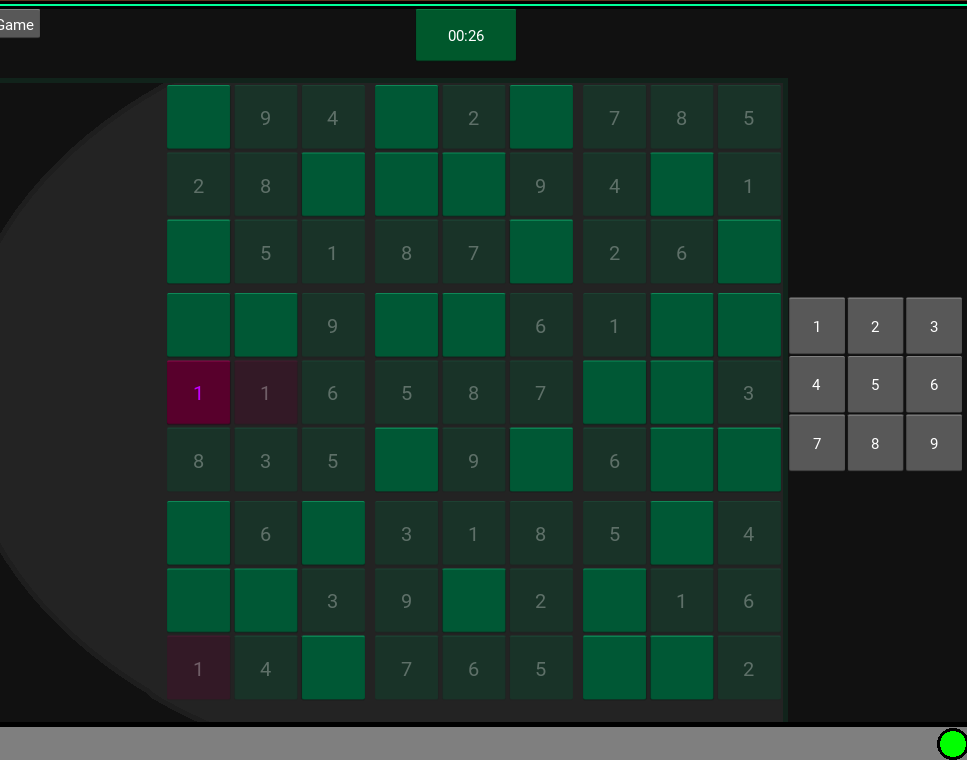 Game
00:26
9 4 2 7 8 5
2 8 9 4 1
5 1 8 7 2 6
9 6 1
1 1 6 5 8 7 3
8 3 5 9 6
6 3 1 8 5 4
3 9 2 1 6
1 4 7 6 5 2
1 2 3
4 5 6
7 8 9